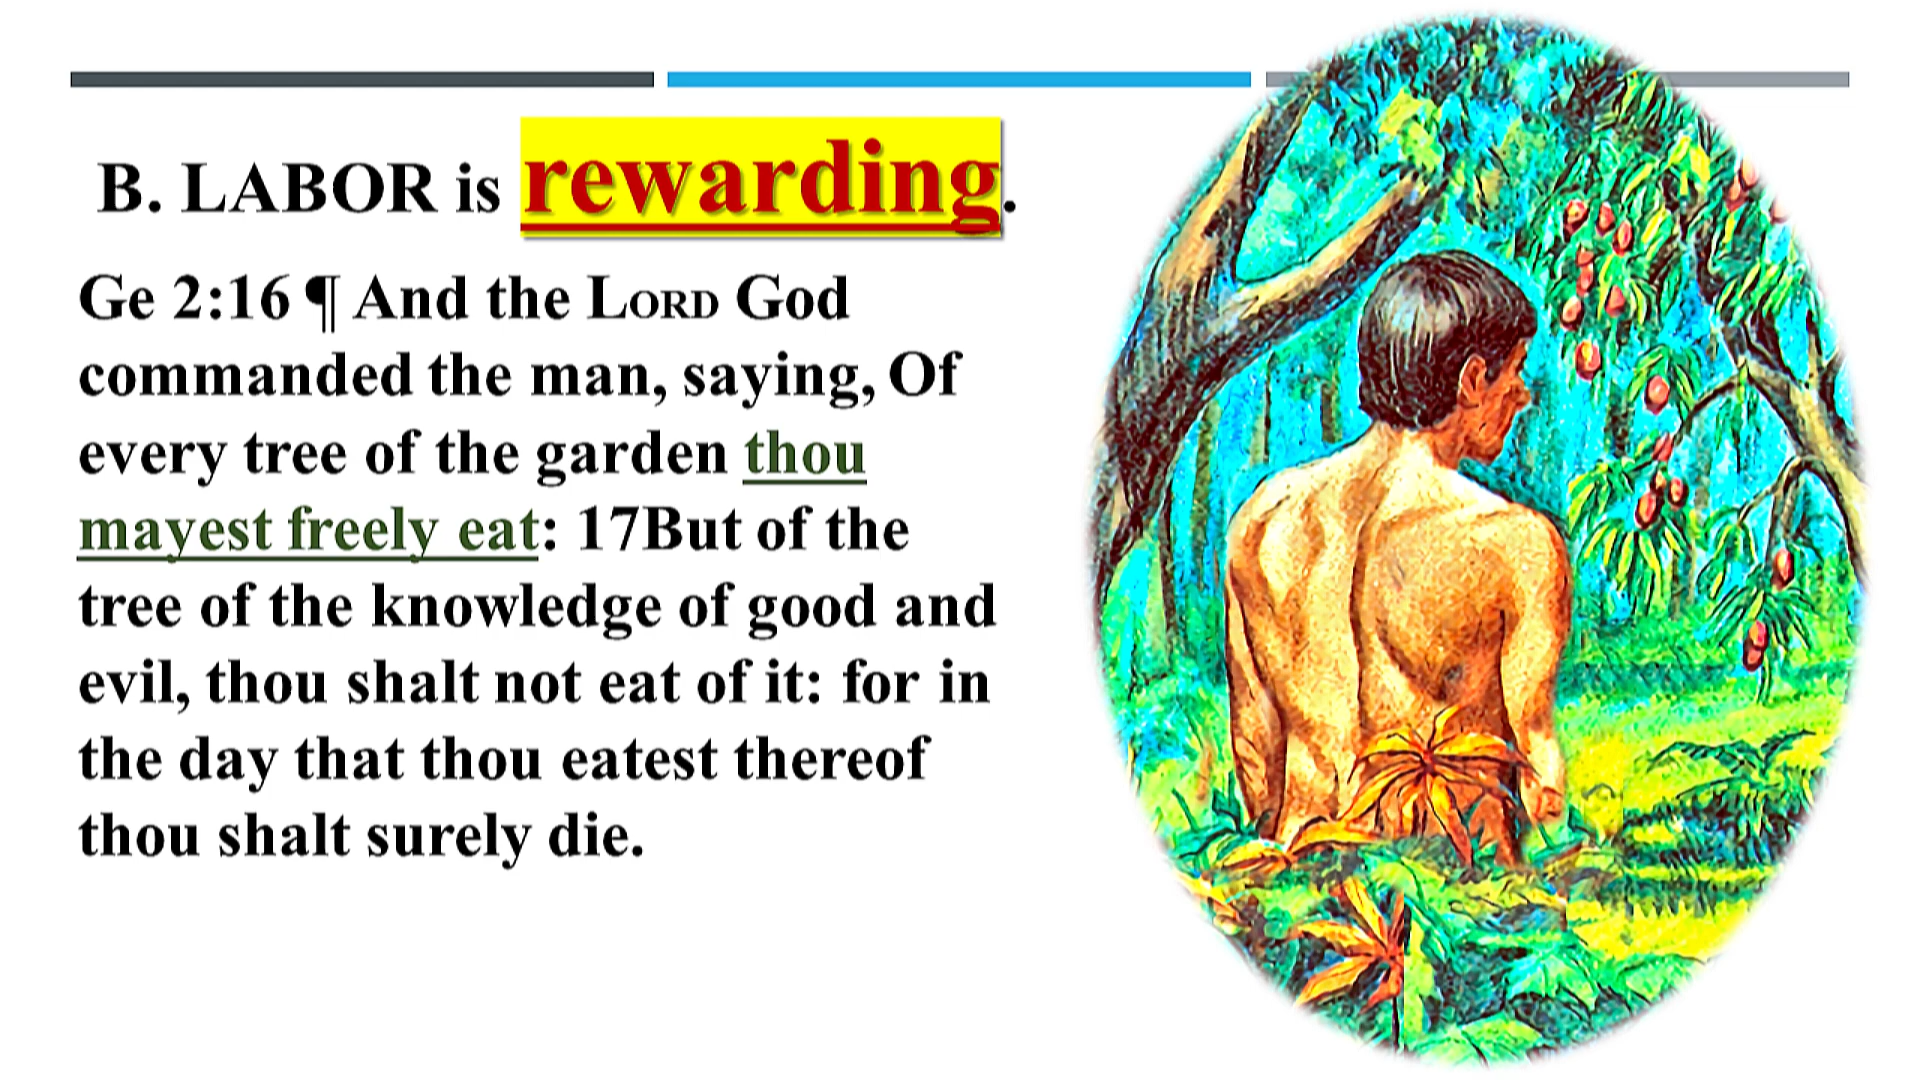 B. LABOR is rewarding.
Ge 2:16 ¶ And the LORD God
commanded the man, saying, Of
every tree of the garden thou
mayest freely eat: 17But of the
tree of the knowledge of good and
evil, thou shalt not eat of it: for in
the day that thou eatest thereof
thou shalt surely die.